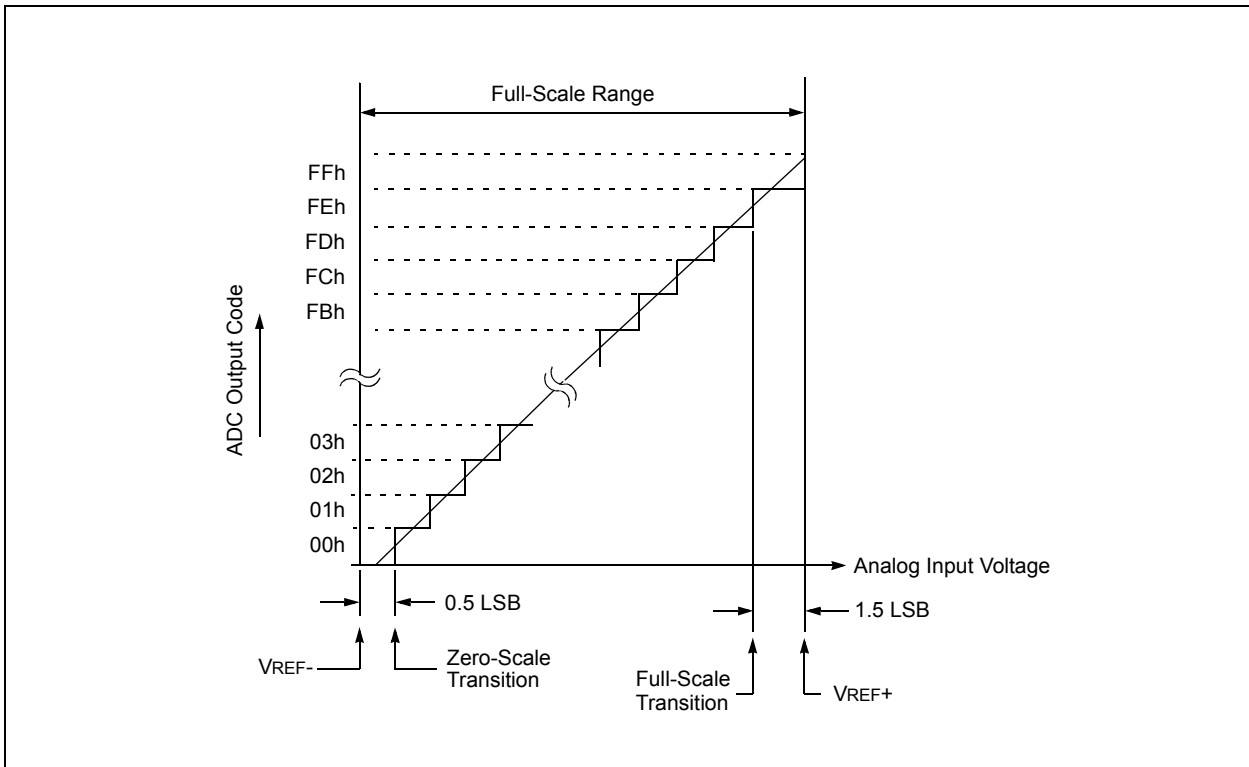 Full-Scale Range
FFh
FEh
FDh
FCh
FBh
ADC Output Code
03h
02h
01h
00h
Analog Input Voltage
0.5 LSB
1.5 LSB
VREF-
Zero-Scale
Transition
Full-Scale
Transition
VREF+